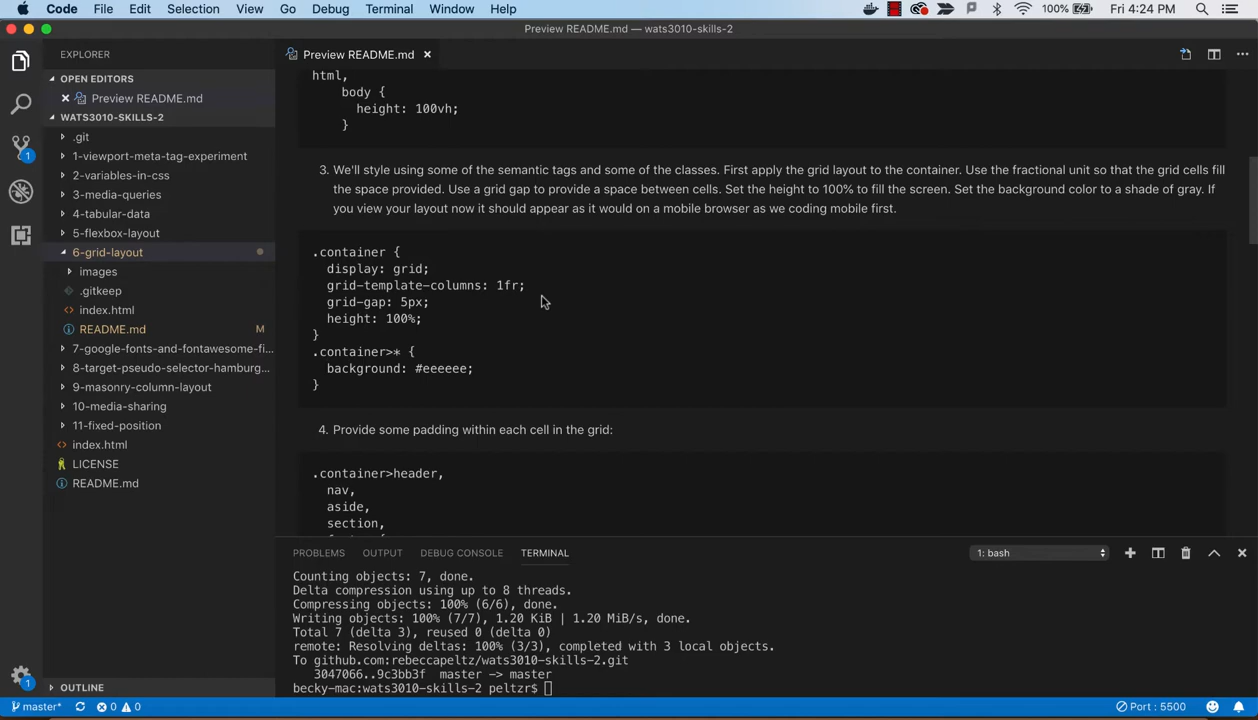 Code File Edit Selection View Go Debug Terminal Window Help 100% Fri 4:24 PM
Preview README.md — wats3010-skills-2
EXPLORER
OPEN EDITORS
Preview README.md
WATS3010-SKILLS-2
.git
1-viewport-meta-tag-experiment
2-variables-in-css
3-media-queries
4-tabular-data
5-flexbox-layout
6-grid-layout
images
.gitkeep
index.html
README.md M
7-google-fonts-and-fontawesome-fi...
8-target-pseudo-selector-hamburg...
9-masonry-column-layout
10-media-sharing
11-fixed-position
index.html
LICENSE
README.md
OUTLINE
1
1
Preview README.md
html,
body {
height: 100vh;
}
3. We'll style using some of the semantic tags and some of the classes. First apply the grid layout to the container. Use the fractional unit so that the grid cells fill
the space provided. Use a grid gap to provide a space between cells. Set the height to 100% to fill the screen. Set the background color to a shade of gray. If
you view your layout now it should appear as it would on a mobile browser as we coding mobile first.
.container {
display: grid;
grid-template-columns: 1fr;
grid-gap: 5px;
height: 100%;
}
.container>* {
background: #eeeeee;
}
4. Provide some padding within each cell in the grid:
.container>header,
nav,
aside,
section,
PROBLEMS OUTPUT DEBUG CONSOLE TERMINAL 1: bash
Counting objects: 7, done.
Delta compression using up to 8 threads.
Compressing objects: 100% (6/6), done.
Writing objects: 100% (7/7), 1.20 KiB | 1.20 MiB/s, done.
Total 7 (delta 3), reused 0 (delta 0)
remote: Resolving deltas: 100% (3/3), completed with 3 local objects.
To github.com:rebeccapeltz/wats3010-skills-2.git
3047066..9c3bb3f master -> master
becky-mac:wats3010-skills-2 peltzr$
master* 0 0 Port : 5500